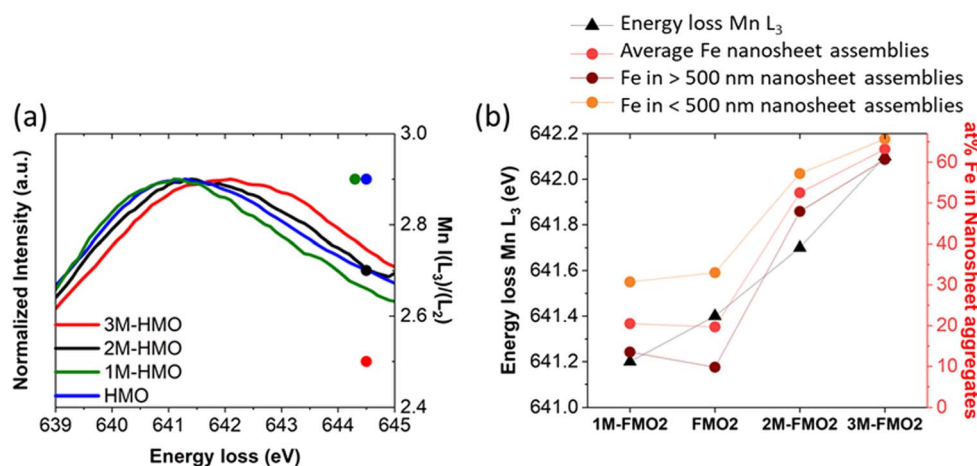 Energy loss Mn L₃
Average Fe nanosheet assemblies
Fe in > 500 nm nanosheet assemblies
Fe in < 500 nm nanosheet assemblies
(a)
Normalized Intensity (a.u.)
3M-HMO
2M-HMO
1M-HMO
HMO
639 640 641 642 643 644 645
Energy loss (eV)
3.0
2.8
2.6
2.4
Mn I(L₃)/(L₂)
(b)
Energy loss Mn L₃ (eV)
642.2
642.0
641.8
641.6
641.4
641.2
641.0
1M-FMO2 FMO2 2M-FMO2 3M-FMO2
60
50
40
30
20
10
0
at% Fe in Nanosheet aggregates